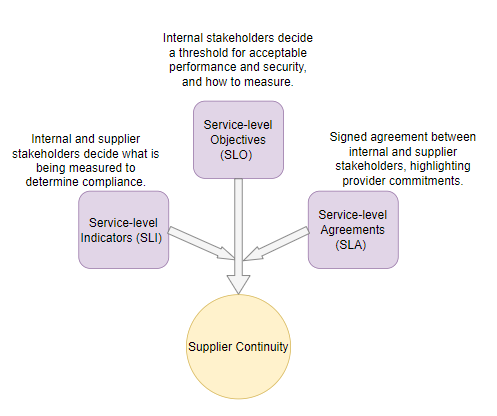 Internal stakeholders decide
a threshold for acceptable
performance and security,
and how to measure.
Service-level
Objectives
(SLO)
Internal and supplier
stakeholders decide what is
being measured to
determine compliance.
Service-level
Indicators (SLI)
Signed agreement between
internal and supplier
stakeholders, highlighting
provider commitments.
Service-level
Agreements
(SLA)
Supplier Continuity